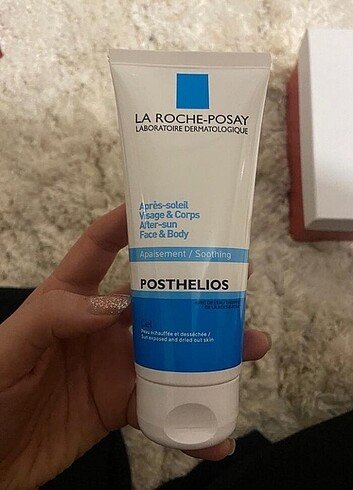 LA ROCHE-POSAY
LABORATOIRE DERMATOLOGIQUE
Après-soleil
Visage & Corps
After-sun
Face & Body
Apaisement / Soothing
POSTHELIOS
Peau échauffée et desséchée /
Sun exposed and dried out skin